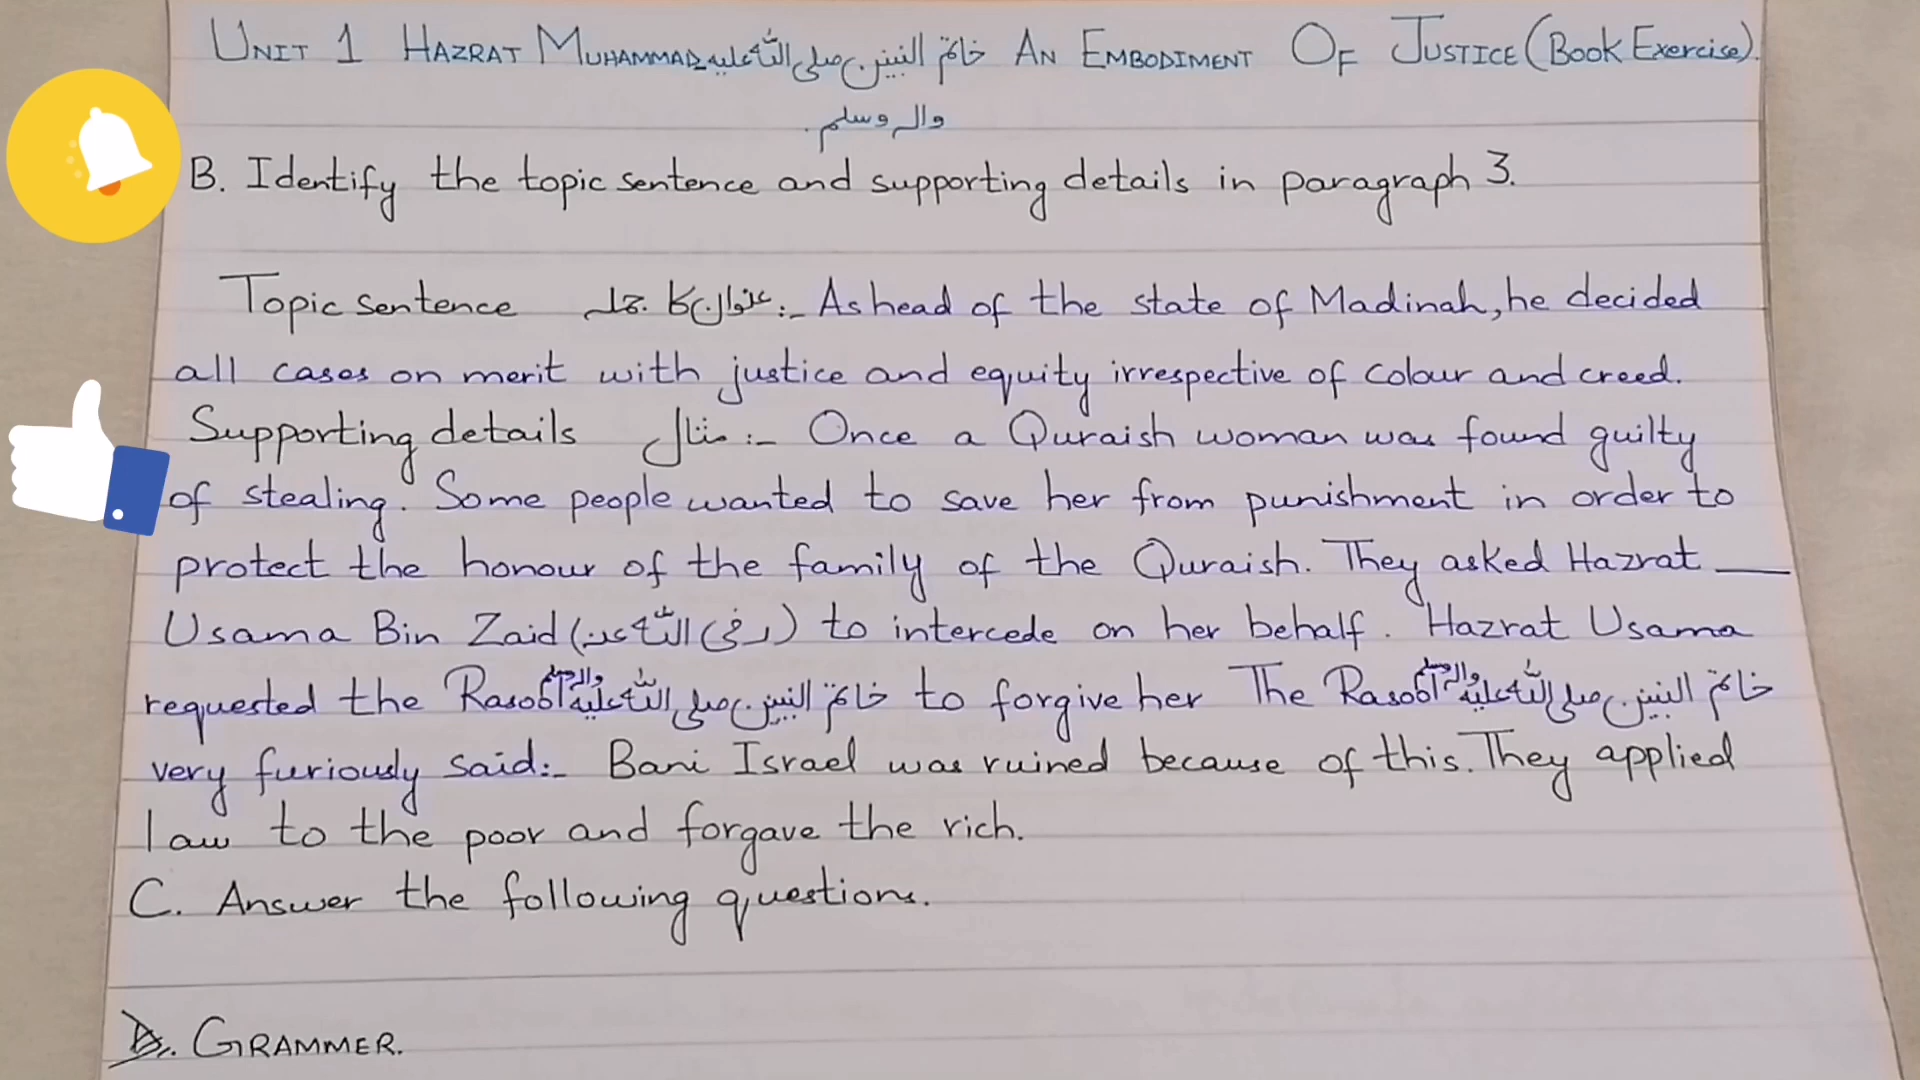 UNIT 1 HAZRAT MUHAMMAD خاتم النبیین صلی اللہ علیہ AN EMBODIMENT OF JUSTICE (Book Exercise).
والہ وسلم.
B. Identify the topic sentence and supporting details in paragraph 3.
Topic sentence عنوان کا جملہ :- As head of the state of Madinah, he decided
all cases on merit with justice and equity irrespective of colour and creed.
Supporting details مثال :- Once a Quraish woman was found guilty
of stealing. Some people wanted to save her from punishment in order to
protect the honour of the family of the Quraish. They asked Hazrat
Usama Bin Zaid (رضی اللہ عنہ) to intercede on her behalf. Hazrat Usama
requested the Rasool خاتم النبیین صلی اللہ علیہ والہ وسلم to forgive her The Rasool خاتم النبیین صلی اللہ علیہ والہ وسلم
very furiously said:- Bani Israel was ruined because of this. They applied
law to the poor and forgave the rich.
C. Answer the following questions.
D. GRAMMER.